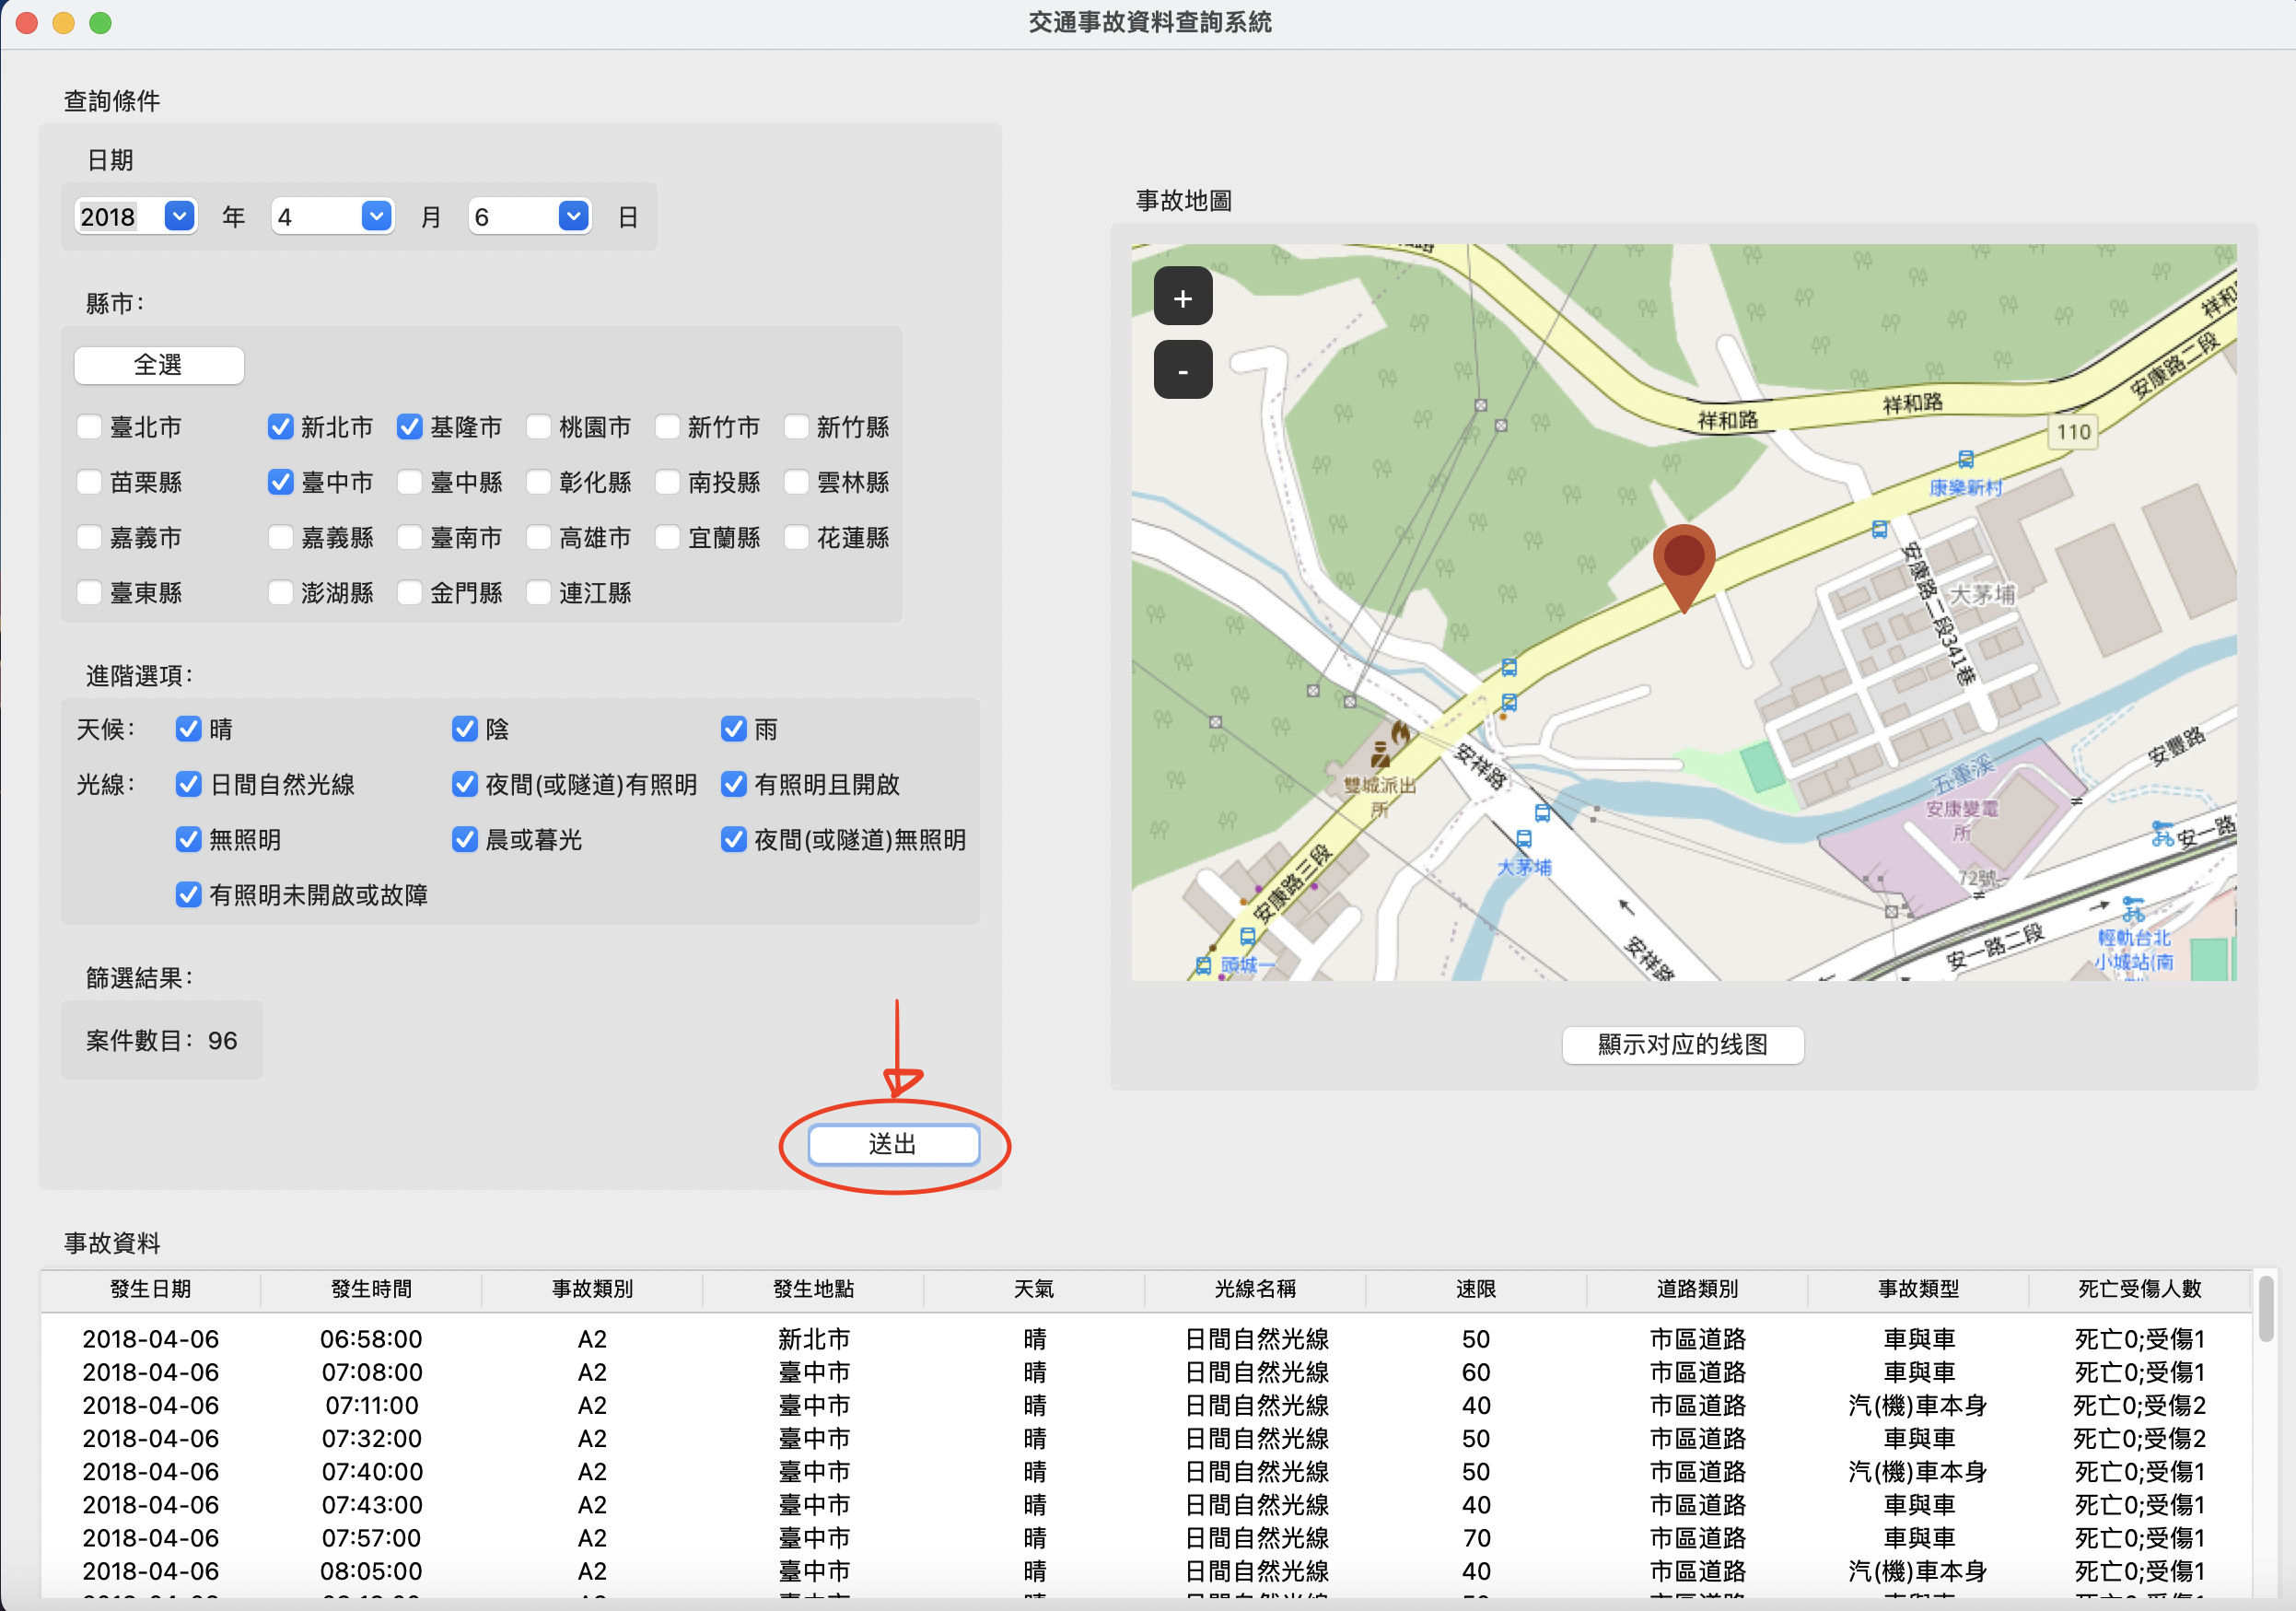 交通事故資料查詢系統
查詢條件
日期
2018 年 4 月 6 日
縣市:
全選
臺北市 新北市 基隆市 桃園市 新竹市 新竹縣
苗栗縣 臺中市 臺中縣 彰化縣 南投縣 雲林縣
嘉義市 嘉義縣 臺南市 高雄市 宜蘭縣 花蓮縣
臺東縣 澎湖縣 金門縣 連江縣
進階選項:
天候: 晴 陰 雨
光線: 日間自然光線 夜間(或隧道)有照明 有照明且開啟
無照明 晨或暮光 夜間(或隧道)無照明
有照明未開啟或故障
篩選結果:
案件數目: 96
送出
事故地圖
+
-
祥和路
安康路二段
祥和路
祥和路
110
康樂新村
安康路二段341巷
大茅埔
安祥路
雙城派出
所
五重溪
安豐路
安康變電
所
安一路
大茅埔
安康路三段
72號
安祥路
安一路二段
輕軌台北
小城站(南
頭城一
顯示对应的线图
事故資料
發生日期 發生時間 事故類別 發生地點 天氣 光線名稱 速限 道路類別 事故類型 死亡受傷人數
2018-04-06 06:58:00 A2 新北市 晴 日間自然光線 50 市區道路 車與車 死亡0;受傷1
2018-04-06 07:08:00 A2 臺中市 晴 日間自然光線 60 市區道路 車與車 死亡0;受傷1
2018-04-06 07:11:00 A2 臺中市 晴 日間自然光線 40 市區道路 汽(機)車本身 死亡0;受傷2
2018-04-06 07:32:00 A2 臺中市 晴 日間自然光線 50 市區道路 車與車 死亡0;受傷2
2018-04-06 07:40:00 A2 臺中市 晴 日間自然光線 50 市區道路 汽(機)車本身 死亡0;受傷1
2018-04-06 07:43:00 A2 臺中市 晴 日間自然光線 40 市區道路 車與車 死亡0;受傷1
2018-04-06 07:57:00 A2 臺中市 晴 日間自然光線 70 市區道路 車與車 死亡0;受傷1
2018-04-06 08:05:00 A2 臺中市 晴 日間自然光線 40 市區道路 汽(機)車本身 死亡0;受傷1